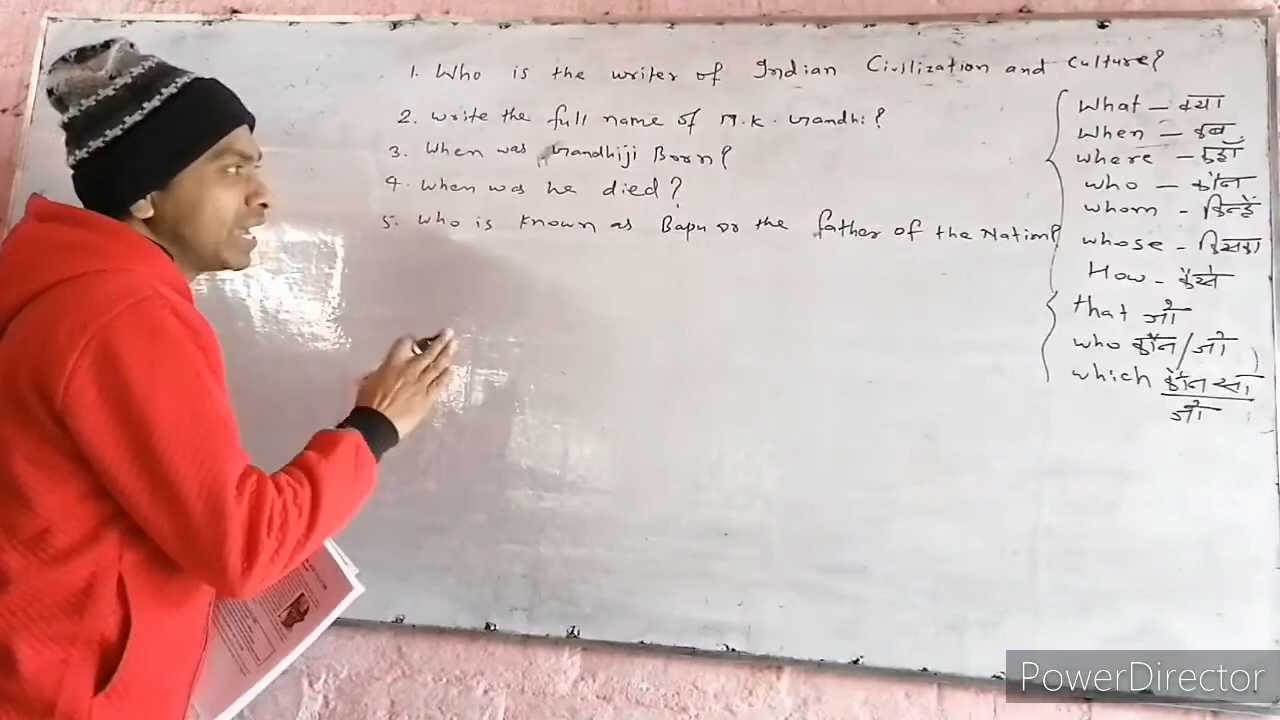 1. Who is the writer of Indian Civilization and Culture?
2. Write the full name of M.K. Gandhi?
3. When was Gandhiji Born?
4. When was he died?
5. Who is known as Bapu or the father of the Nation?
What – क्या
When – कब
where – कहाँ
who – कौन
whom - किन्हें
whose - किसका
How - कैसे
that जो
who कौन/जो
which कौन सा
जो
PowerDirector